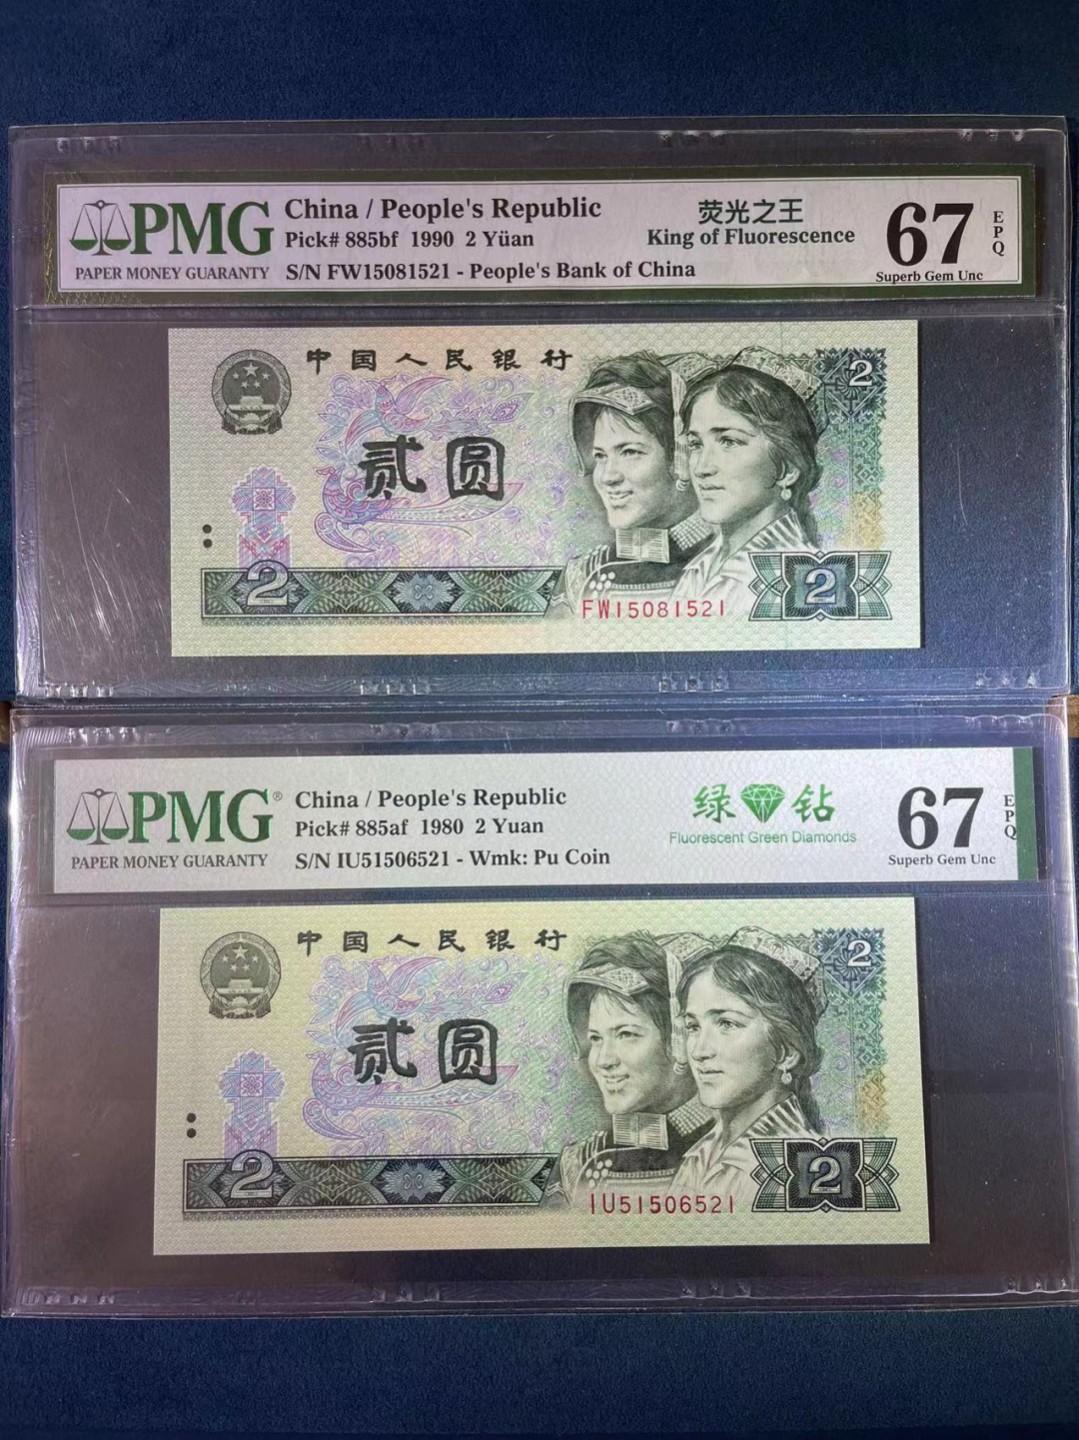 PMG
PAPER MONEY GUARANTY
China / People's Republic
Pick# 885bf 1990 2 Yüan
S/N FW15081521 - People's Bank of China
荧光之王
King of Fluorescence
67
EPQ
Superb Gem Unc
中国人民银行
2
贰圆
2
2
FW15081521
PMG®
PAPER MONEY GUARANTY
China / People's Republic
Pick# 885af 1980 2 Yuan
S/N IU51506521 - Wmk: Pu Coin
绿钻
Fluorescent Green Diamonds
67
EPQ
Superb Gem Unc
中国人民银行
2
贰圆
2
2
IU51506521